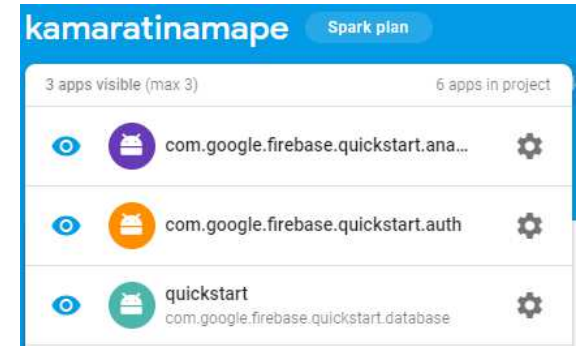 kamaratinamape Spark plan
3 apps visible (max 3) 6 apps in project
com.google.firebase.quickstart.ana...
com.google.firebase.quickstart.auth
quickstart
com.google.firebase.quickstart.database